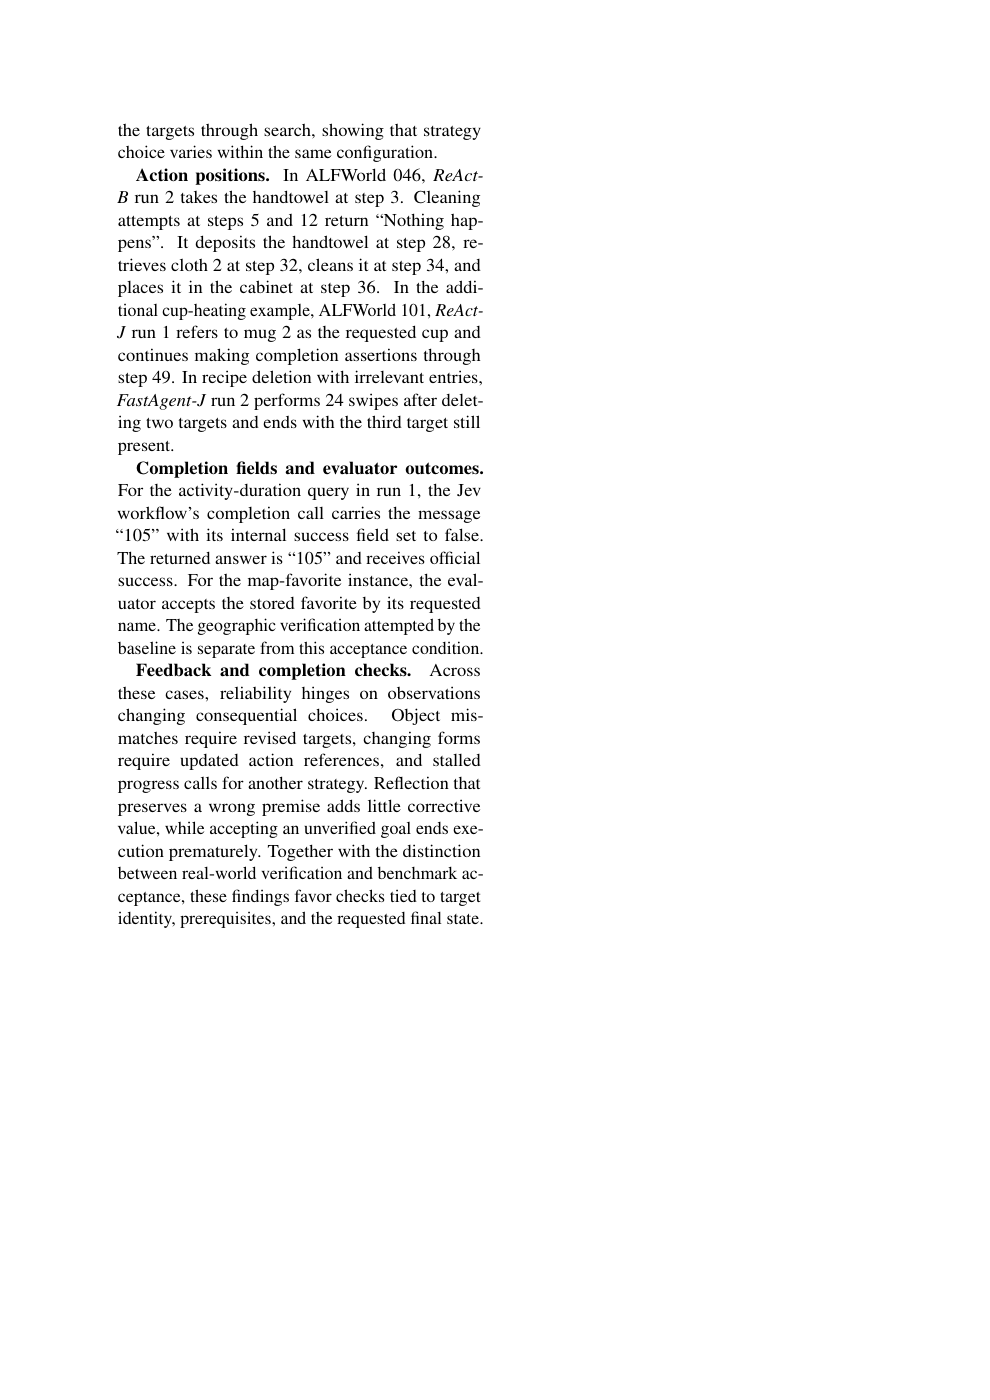 the targets through search, showing that strategy
choice varies within the same configuration.
Action positions. In ALFWorld 046, ReAct-
B run 2 takes the handtowel at step 3. Cleaning
attempts at steps 5 and 12 return “Nothing hap-
pens”. It deposits the handtowel at step 28, re-
trieves cloth 2 at step 32, cleans it at step 34, and
places it in the cabinet at step 36. In the addi-
tional cup-heating example, ALFWorld 101, ReAct-
J run 1 refers to mug 2 as the requested cup and
continues making completion assertions through
step 49. In recipe deletion with irrelevant entries,
FastAgent-J run 2 performs 24 swipes after delet-
ing two targets and ends with the third target still
present.
Completion fields and evaluator outcomes.
For the activity-duration query in run 1, the Jev
workflow’s completion call carries the message
“105” with its internal success field set to false.
The returned answer is “105” and receives official
success. For the map-favorite instance, the eval-
uator accepts the stored favorite by its requested
name. The geographic verification attempted by the
baseline is separate from this acceptance condition.
Feedback and completion checks. Across
these cases, reliability hinges on observations
changing consequential choices. Object mis-
matches require revised targets, changing forms
require updated action references, and stalled
progress calls for another strategy. Reflection that
preserves a wrong premise adds little corrective
value, while accepting an unverified goal ends exe-
cution prematurely. Together with the distinction
between real-world verification and benchmark ac-
ceptance, these findings favor checks tied to target
identity, prerequisites, and the requested final state.